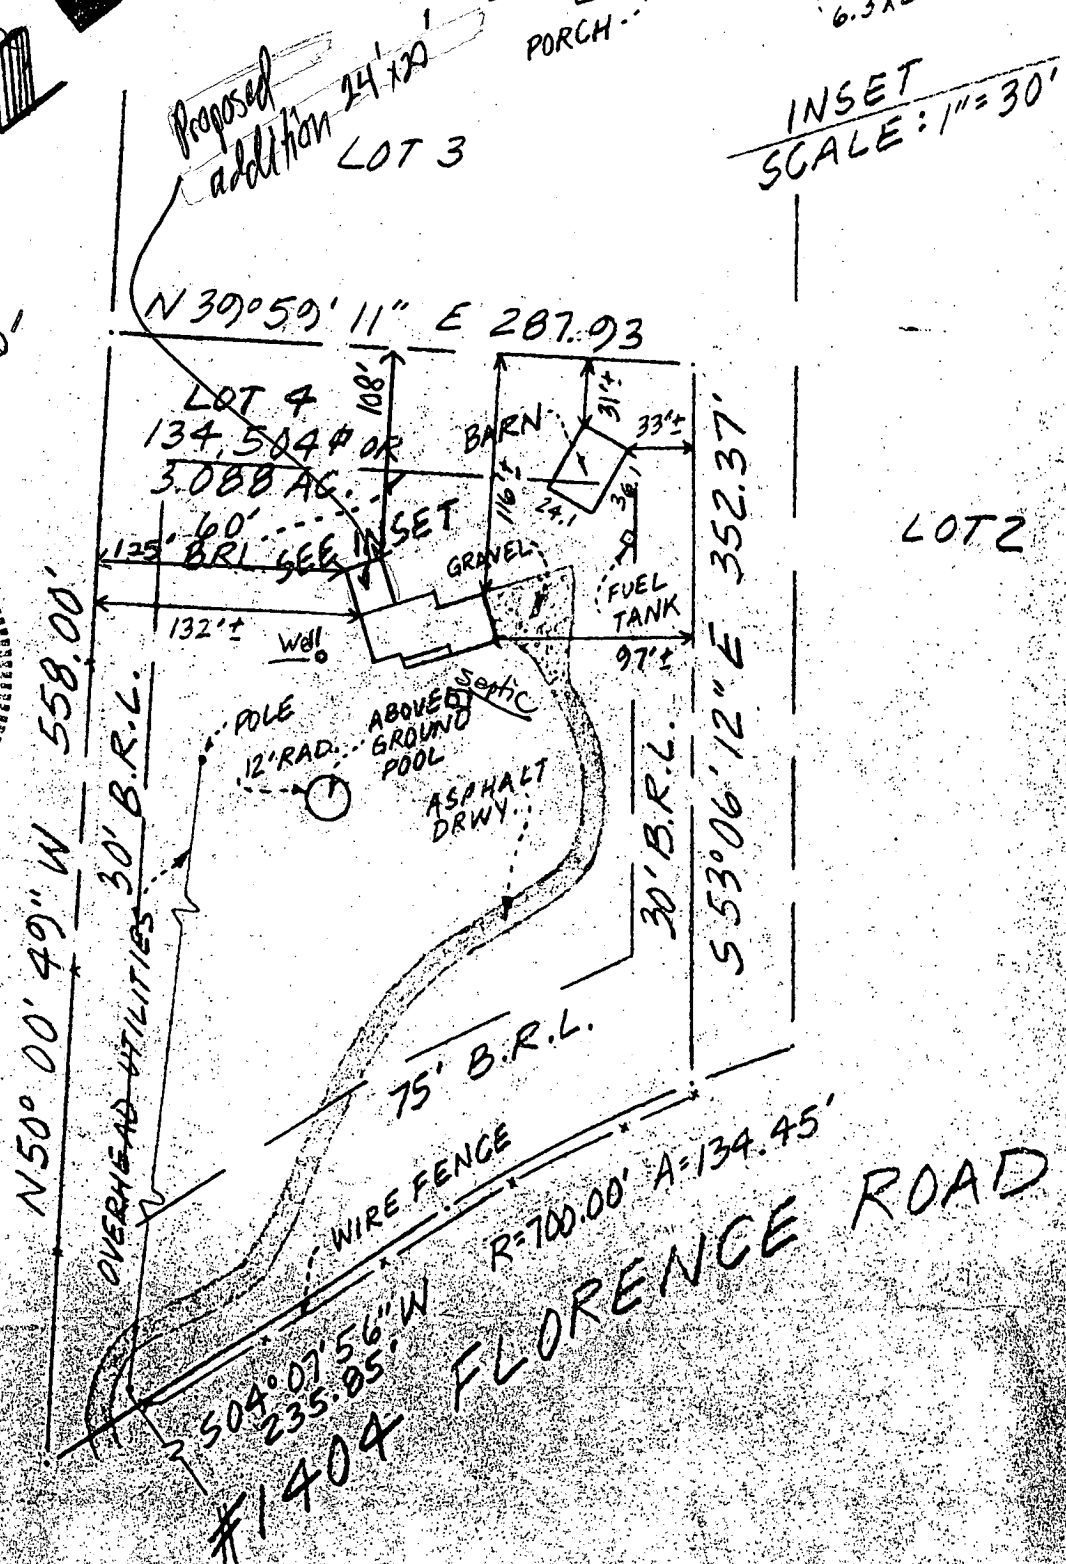 PORCH
Proposed
addition 24' x 20'
LOT 3
INSET
SCALE: 1"=30'
N 39°59' 11" E 287.93
LOT 4
134,504 ⏀ OR
3.088 AC.
60'
BRL
SEE INSET
108'
BARN
31'±
33'±
116'±
24.1
36.1
125'
132'±
GRAVEL
FUEL
TANK
97'±
Well
Septic
POLE
12' RAD.
ABOVE
GROUND
POOL
ASPHALT
DRWY.
LOT 2
S 53°06' 12" E 352.37'
30' B.R.L.
N50° 00' 49" W 558.00'
30' B.R.L.
OVERHEAD UTILITIES
75' B.R.L.
WIRE FENCE
R=700.00' A=134.45'
S04°07'56"W
235.85'
#1404 FLORENCE ROAD